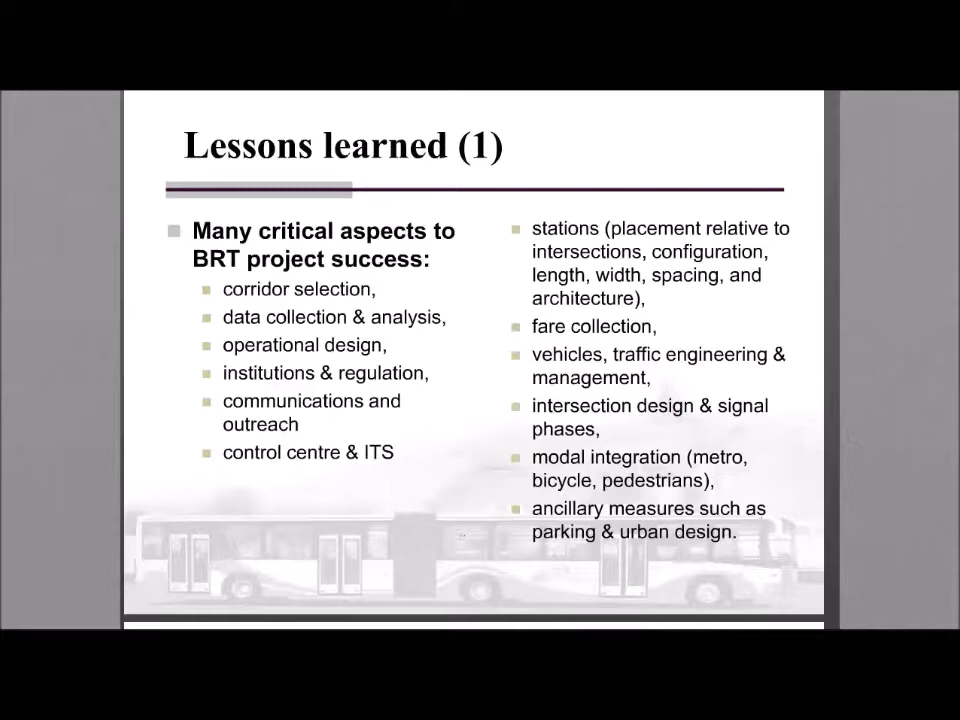 Lessons learned (1)
Many critical aspects to
BRT project success:
corridor selection,
data collection & analysis,
operational design,
institutions & regulation,
communications and
outreach
control centre & ITS
stations (placement relative to
intersections, configuration,
length, width, spacing, and
architecture),
fare collection,
vehicles, traffic engineering &
management,
intersection design & signal
phases,
modal integration (metro,
bicycle, pedestrians),
ancillary measures such as
parking & urban design.